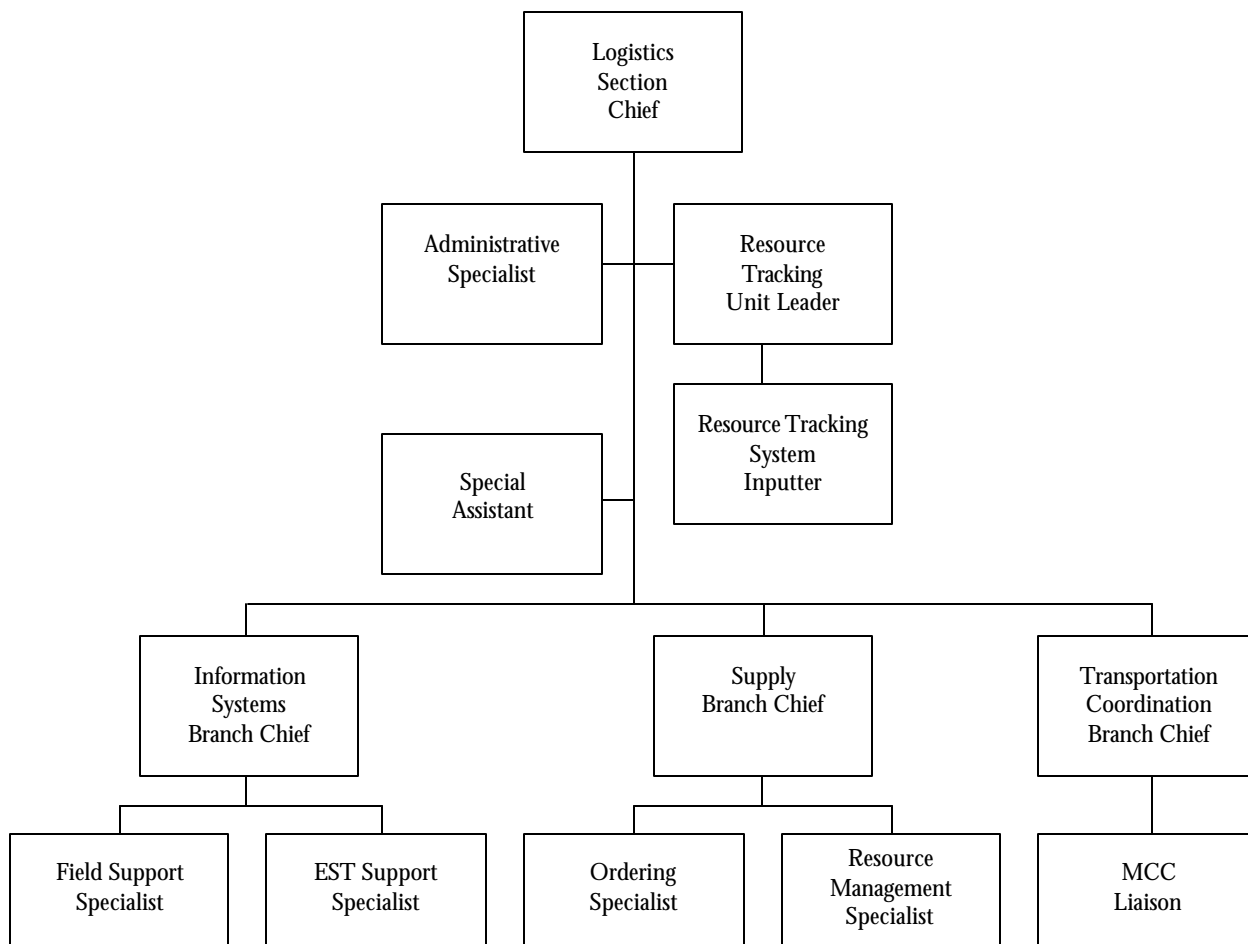 Logistics
Section
Chief
Administrative
Specialist
Resource
Tracking
Unit Leader
Resource Tracking
System
Inputter
Special
Assistant
Information
Systems
Branch Chief
Supply
Branch Chief
Transportation
Coordination
Branch Chief
Field Support
Specialist
EST Support
Specialist
Ordering
Specialist
Resource
Management
Specialist
MCC
Liaison